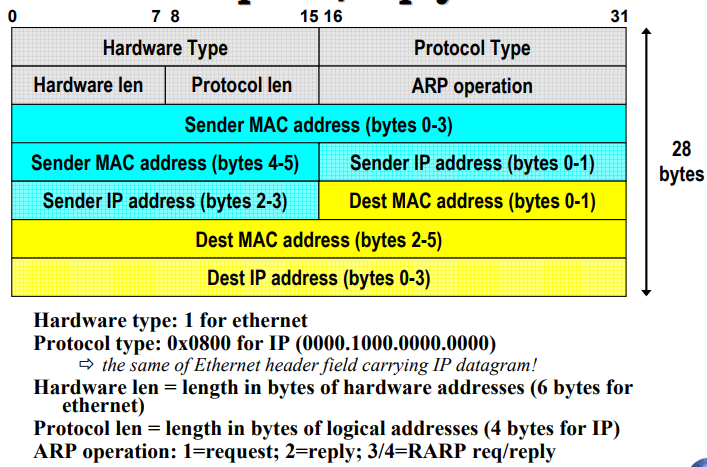 0 7 8 15 16 31
Hardware Type Protocol Type
Hardware len Protocol len ARP operation
Sender MAC address (bytes 0-3)
Sender MAC address (bytes 4-5) Sender IP address (bytes 0-1)
Sender IP address (bytes 2-3) Dest MAC address (bytes 0-1)
Dest MAC address (bytes 2-5)
Dest IP address (bytes 0-3)
28
bytes
Hardware type: 1 for ethernet
Protocol type: 0x0800 for IP (0000.1000.0000.0000)
⇨ the same of Ethernet header field carrying IP datagram!
Hardware len = length in bytes of hardware addresses (6 bytes for
ethernet)
Protocol len = length in bytes of logical addresses (4 bytes for IP)
ARP operation: 1=request; 2=reply; 3/4=RARP req/reply